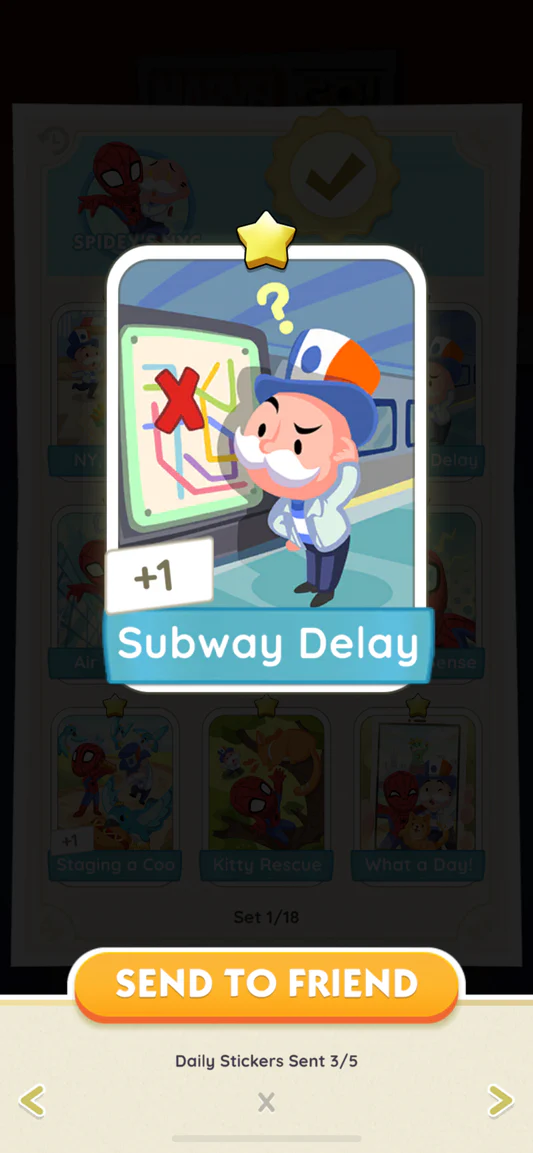 SPIDEY'S NYC
?
NY
Delay
+1
Subway Delay
Air
ense
+1
Staging a Coo
Kitty Rescue
What a Day!
Set 1/18
SEND TO FRIEND
Daily Stickers Sent 3/5
< X >